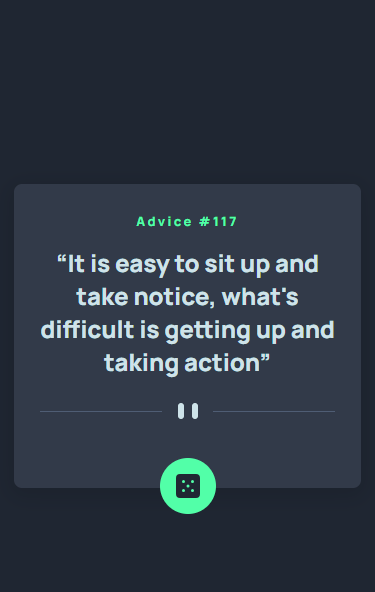 Advice #117
“It is easy to sit up and
take notice, what's
difficult is getting up and
taking action”